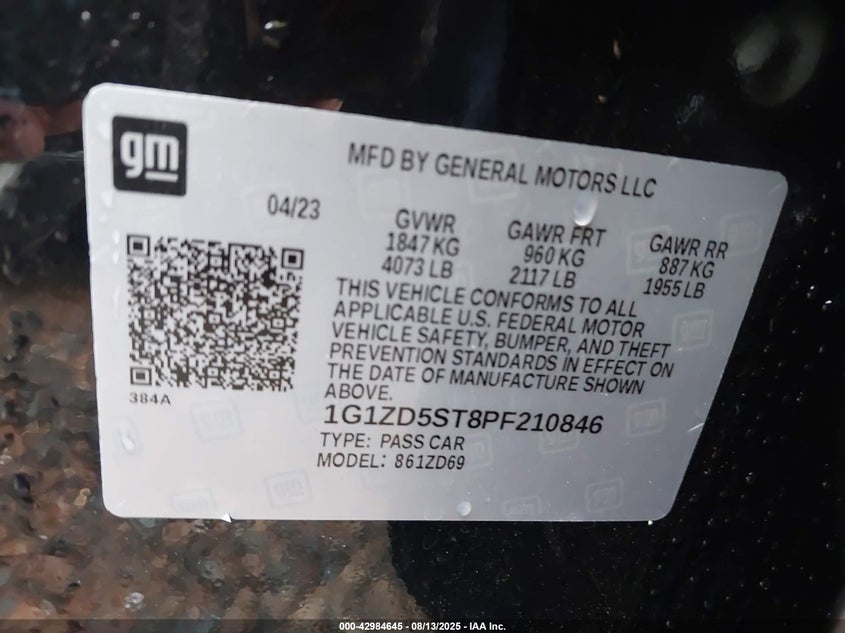 gm
MFD BY GENERAL MOTORS LLC
04/23
GVWR
1847 KG
4073 LB
GAWR FRT
960 KG
2117 LB
GAWR RR
887 KG
1955 LB
THIS VEHICLE CONFORMS TO ALL
APPLICABLE U.S. FEDERAL MOTOR
VEHICLE SAFETY, BUMPER, AND THEFT
PREVENTION STANDARDS IN EFFECT ON
THE DATE OF MANUFACTURE SHOWN
ABOVE.
384A
1G1ZD5ST8PF210846
TYPE: PASS CAR
MODEL: 861ZD69
000-42984645 - 08/13/2025 - IAA Inc.